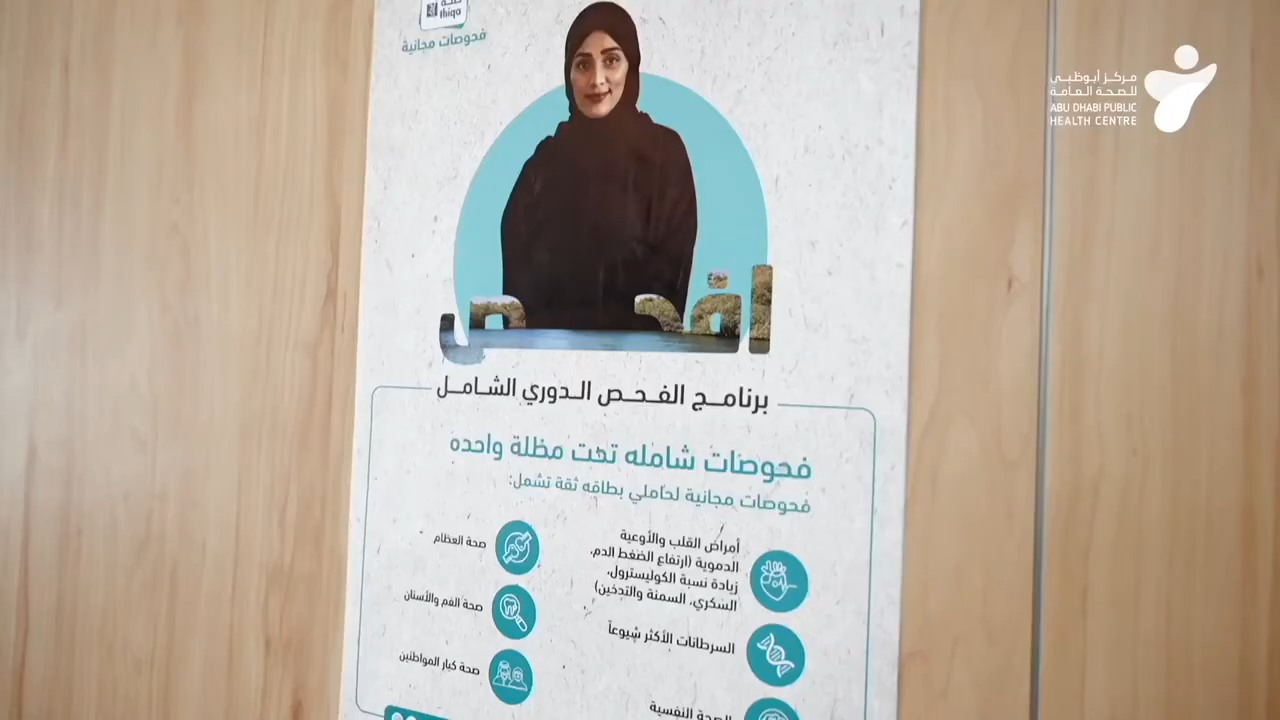 ثقة
thiqa
فحوصات مجانية
مركز أبوظبي
للصحة العامة
ABU DHABI PUBLIC
HEALTH CENTRE
افحص
برنامج الفحص الدوري الشامل
فحوصات شامله تحت مظلة واحده
فحوصات مجانية لحاملي بطاقه ثقة تشمل:
أمراض القلب والأوعية
الدموية (ارتفاع الضغط الدم،
زيادة نسبة الكوليسترول،
السكري، السمنة والتدخين)
السرطانات الأكثر شيوعاً
الصحة النفسية
صحة العظام
صحة الفم والأسنان
صحة كبار المواطنين